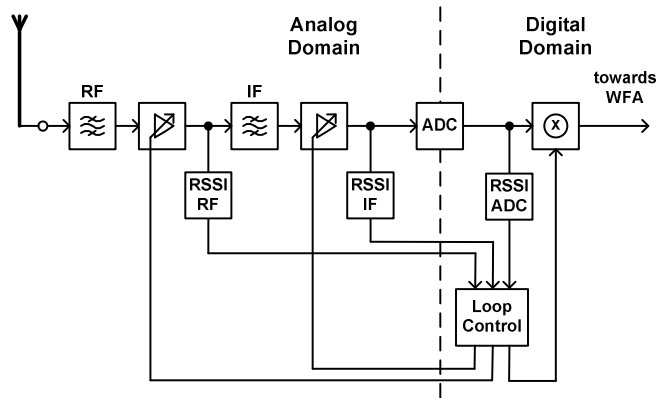 Analog
Domain
Digital
Domain
towards
WFA
RF
IF
ADC
x
RSSI
RF
RSSI
IF
RSSI
ADC
Loop
Control